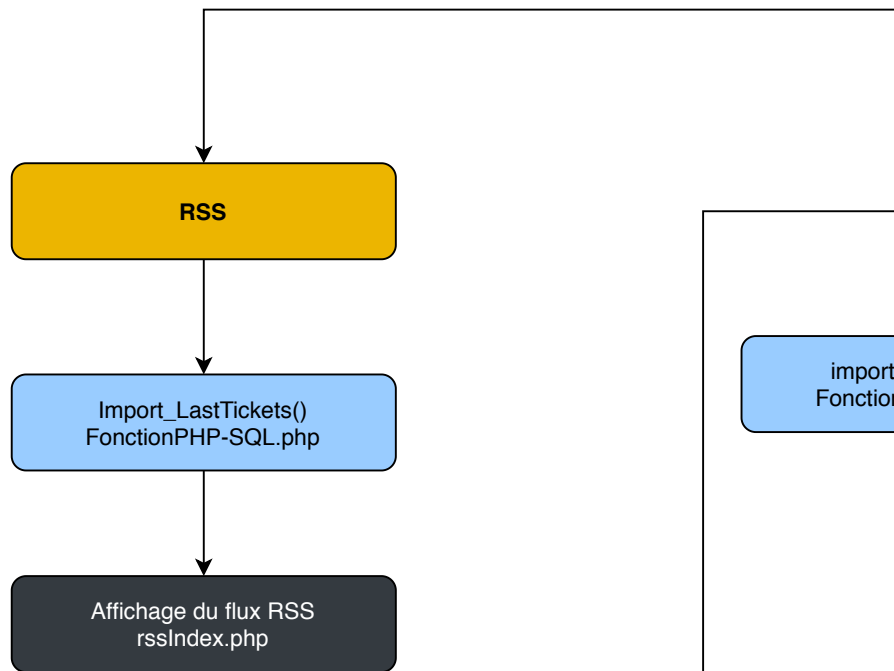 RSS
import
Fonction
Import_LastTickets()
FonctionPHP-SQL.php
Affichage du flux RSS
rssIndex.php